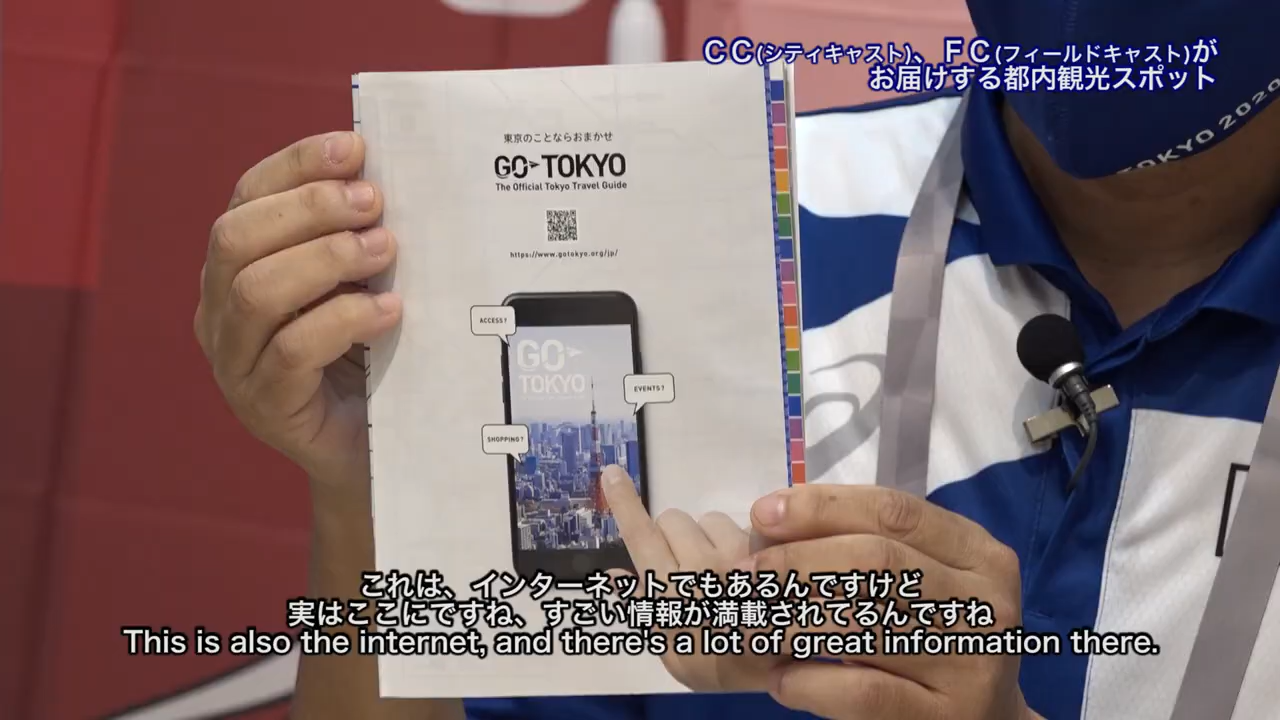 CC(シティキャスト)、FC(フィールドキャスト)が
お届けする都内観光スポット
TOKYO 2020
東京のことならおまかせ
GO TOKYO
The Official Tokyo Travel Guide
https://www.gotokyo.org/jp/
ACCESS?
GO
TOKYO
EVENTS?
SHOPPING?
これは、インターネットでもあるんですけど
実はここにですね、すごい情報が満載されてるんですね
This is also the internet, and there's a lot of great information there.